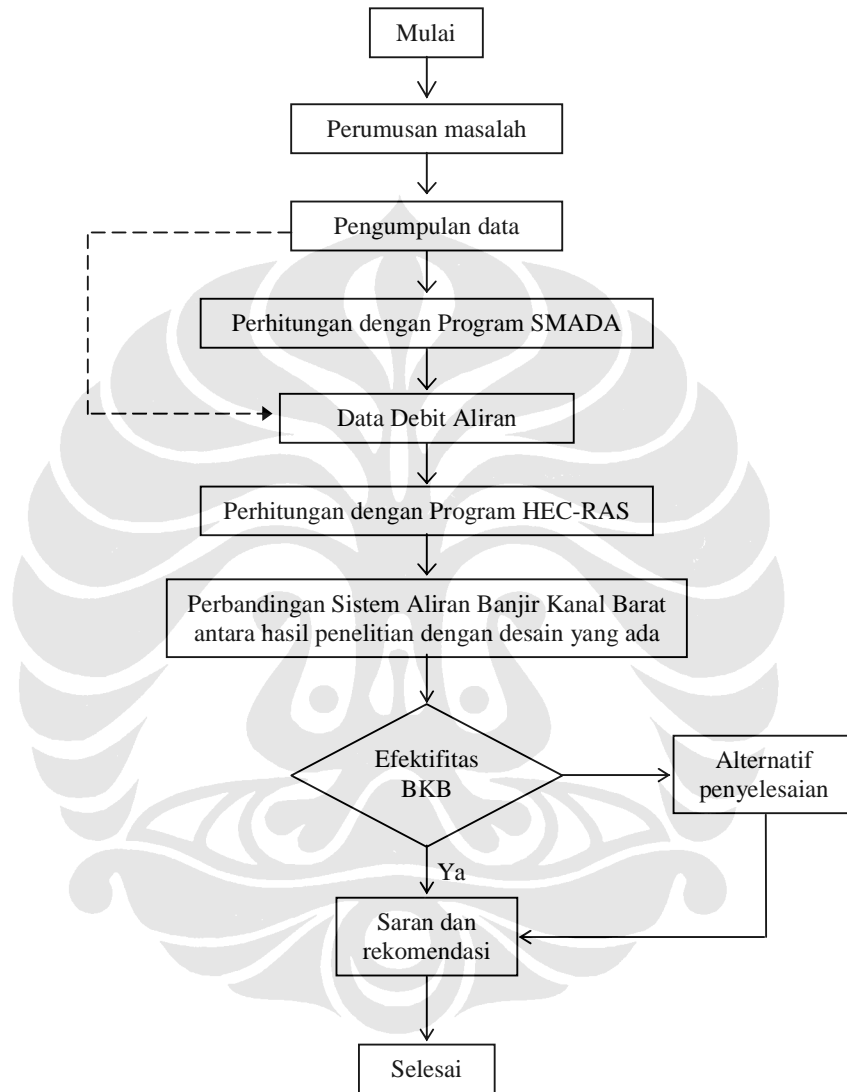 Mulai
Perumusan masalah
Pengumpulan data
Perhitungan dengan Program SMADA
Data Debit Aliran
Perhitungan dengan Program HEC-RAS
Perbandingan Sistem Aliran Banjir Kanal Barat
antara hasil penelitian dengan desain yang ada
Efektifitas
BKB
Alternatif
penyelesaian
Ya
Saran dan
rekomendasi
Selesai